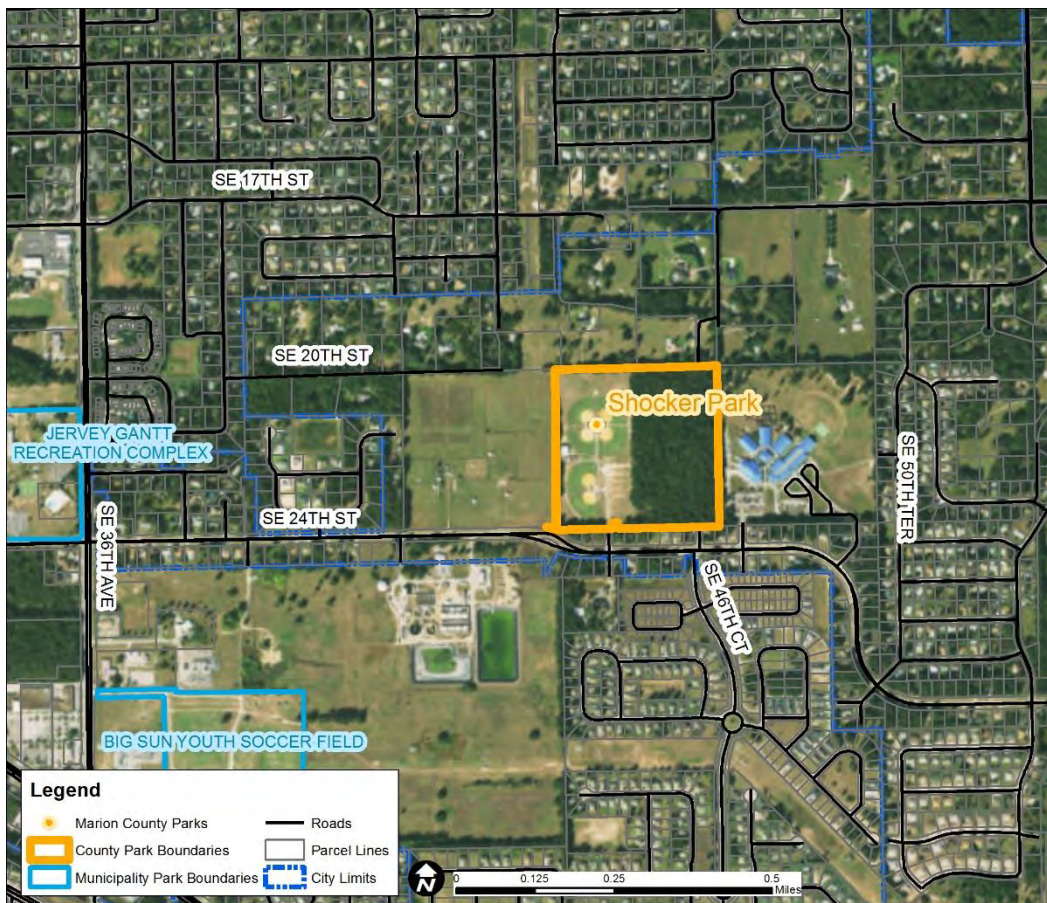 SE 17TH ST
SE 20TH ST
Shocker Park
JERVEY GANTT
RECREATION COMPLEX
SE 24TH ST
SE 36TH AVE
SE 50TH TER
SE 46TH CT
BIG SUN YOUTH SOCCER FIELD
Legend
Marion County Parks
Roads
County Park Boundaries
Parcel Lines
Municipality Park Boundaries
City Limits
N
0 0.125 0.25 0.5
Miles